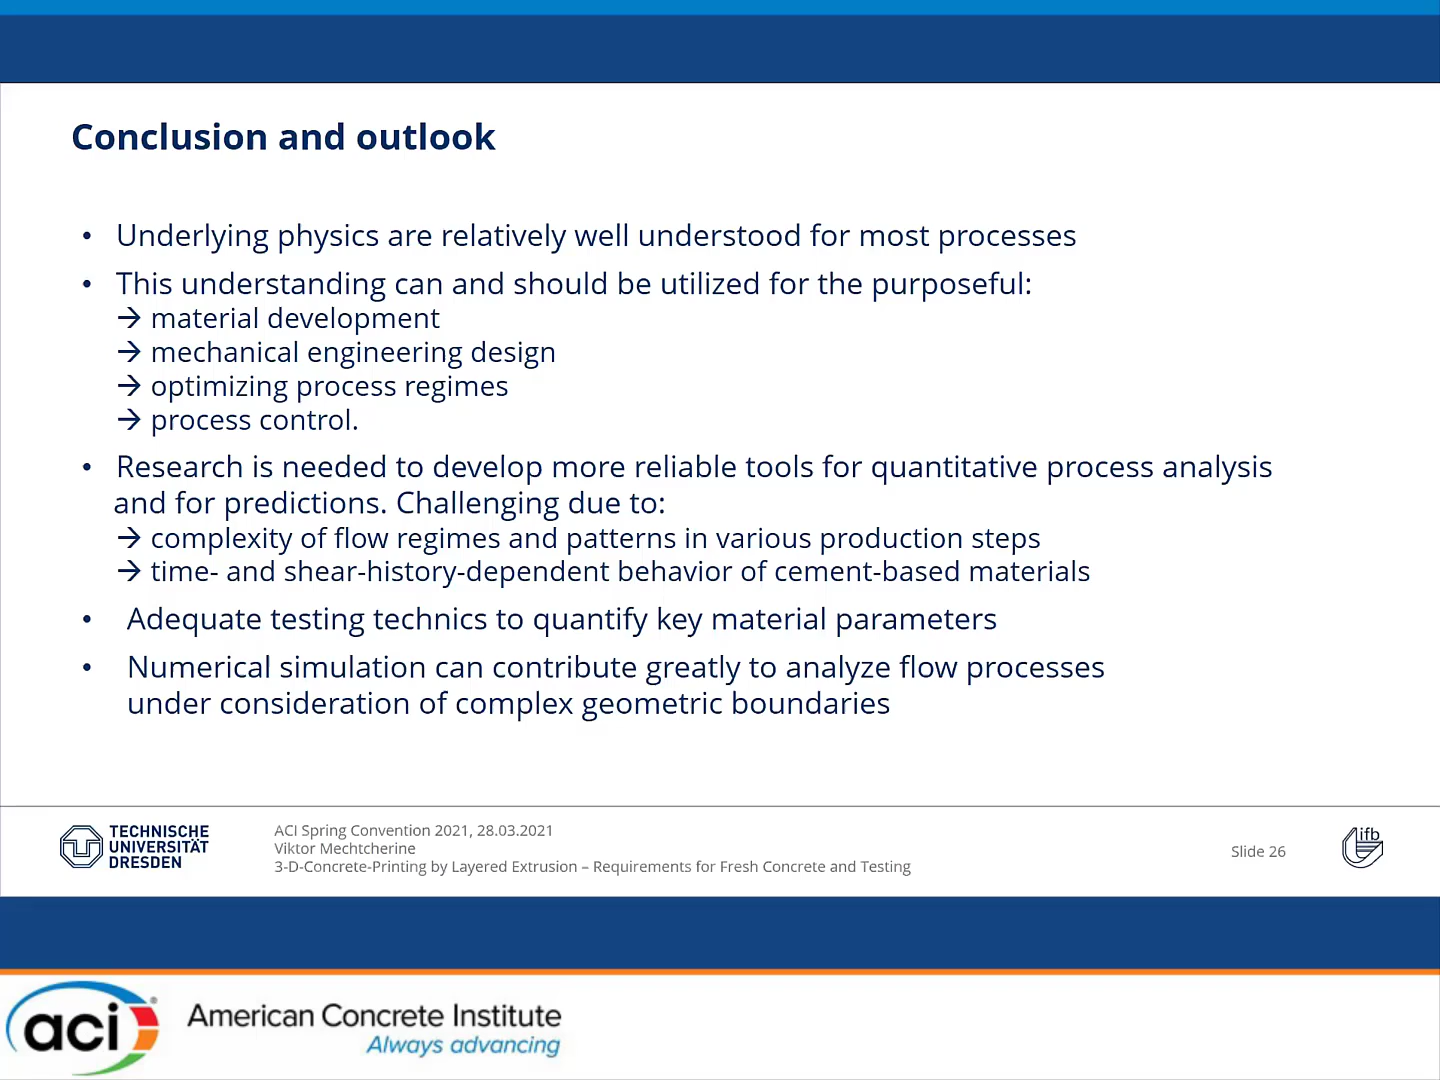 Conclusion and outlook
• Underlying physics are relatively well understood for most processes
• This understanding can and should be utilized for the purposeful:
→ material development
→ mechanical engineering design
→ optimizing process regimes
→ process control.
• Research is needed to develop more reliable tools for quantitative process analysis
and for predictions. Challenging due to:
→ complexity of flow regimes and patterns in various production steps
→ time- and shear-history-dependent behavior of cement-based materials
• Adequate testing technics to quantify key material parameters
• Numerical simulation can contribute greatly to analyze flow processes
under consideration of complex geometric boundaries
TECHNISCHE
UNIVERSITÄT
DRESDEN
ACI Spring Convention 2021, 28.03.2021
Viktor Mechtcherine
3-D-Concrete-Printing by Layered Extrusion – Requirements for Fresh Concrete and Testing
Slide 26
ifb
aci®
American Concrete Institute
Always advancing